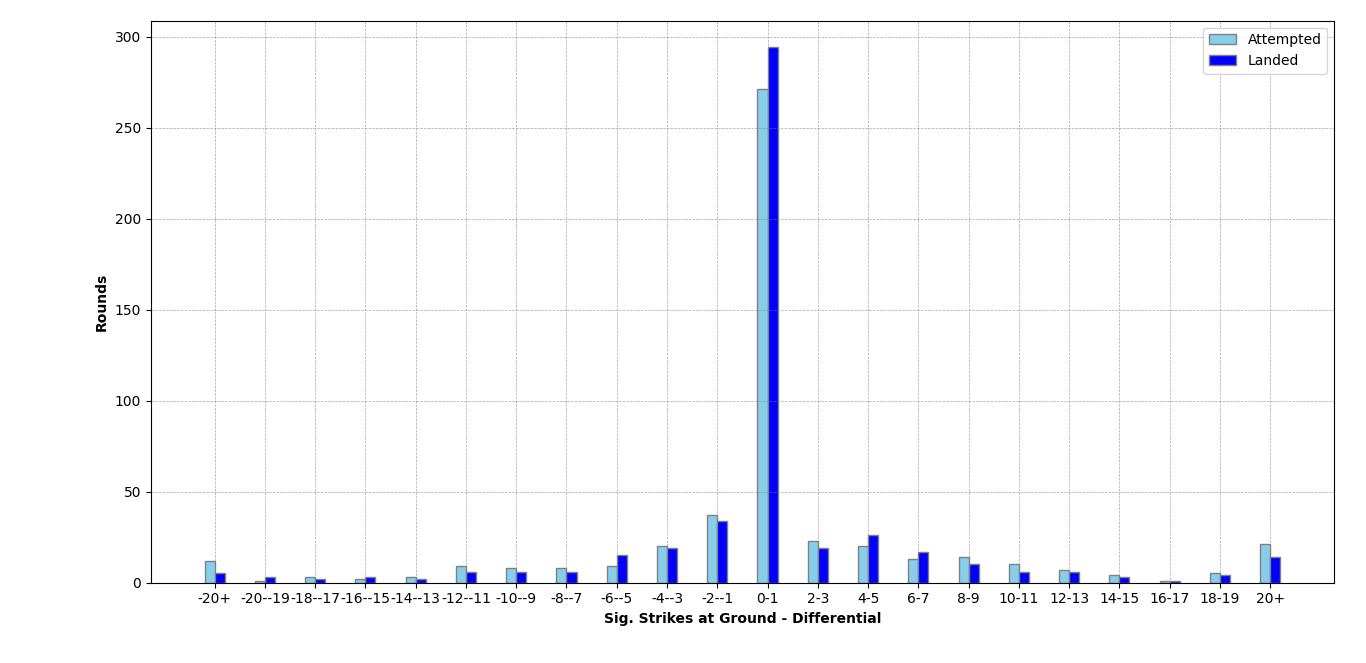 300
250
200
150
100
50
0
Rounds
Attempted
Landed
-20+ -20--19 -18--17 -16--15 -14--13 -12--11 -10--9 -8--7 -6--5 -4--3 -2--1 0-1 2-3 4-5 6-7 8-9 10-11 12-13 14-15 16-17 18-19 20+
Sig. Strikes at Ground - Differential